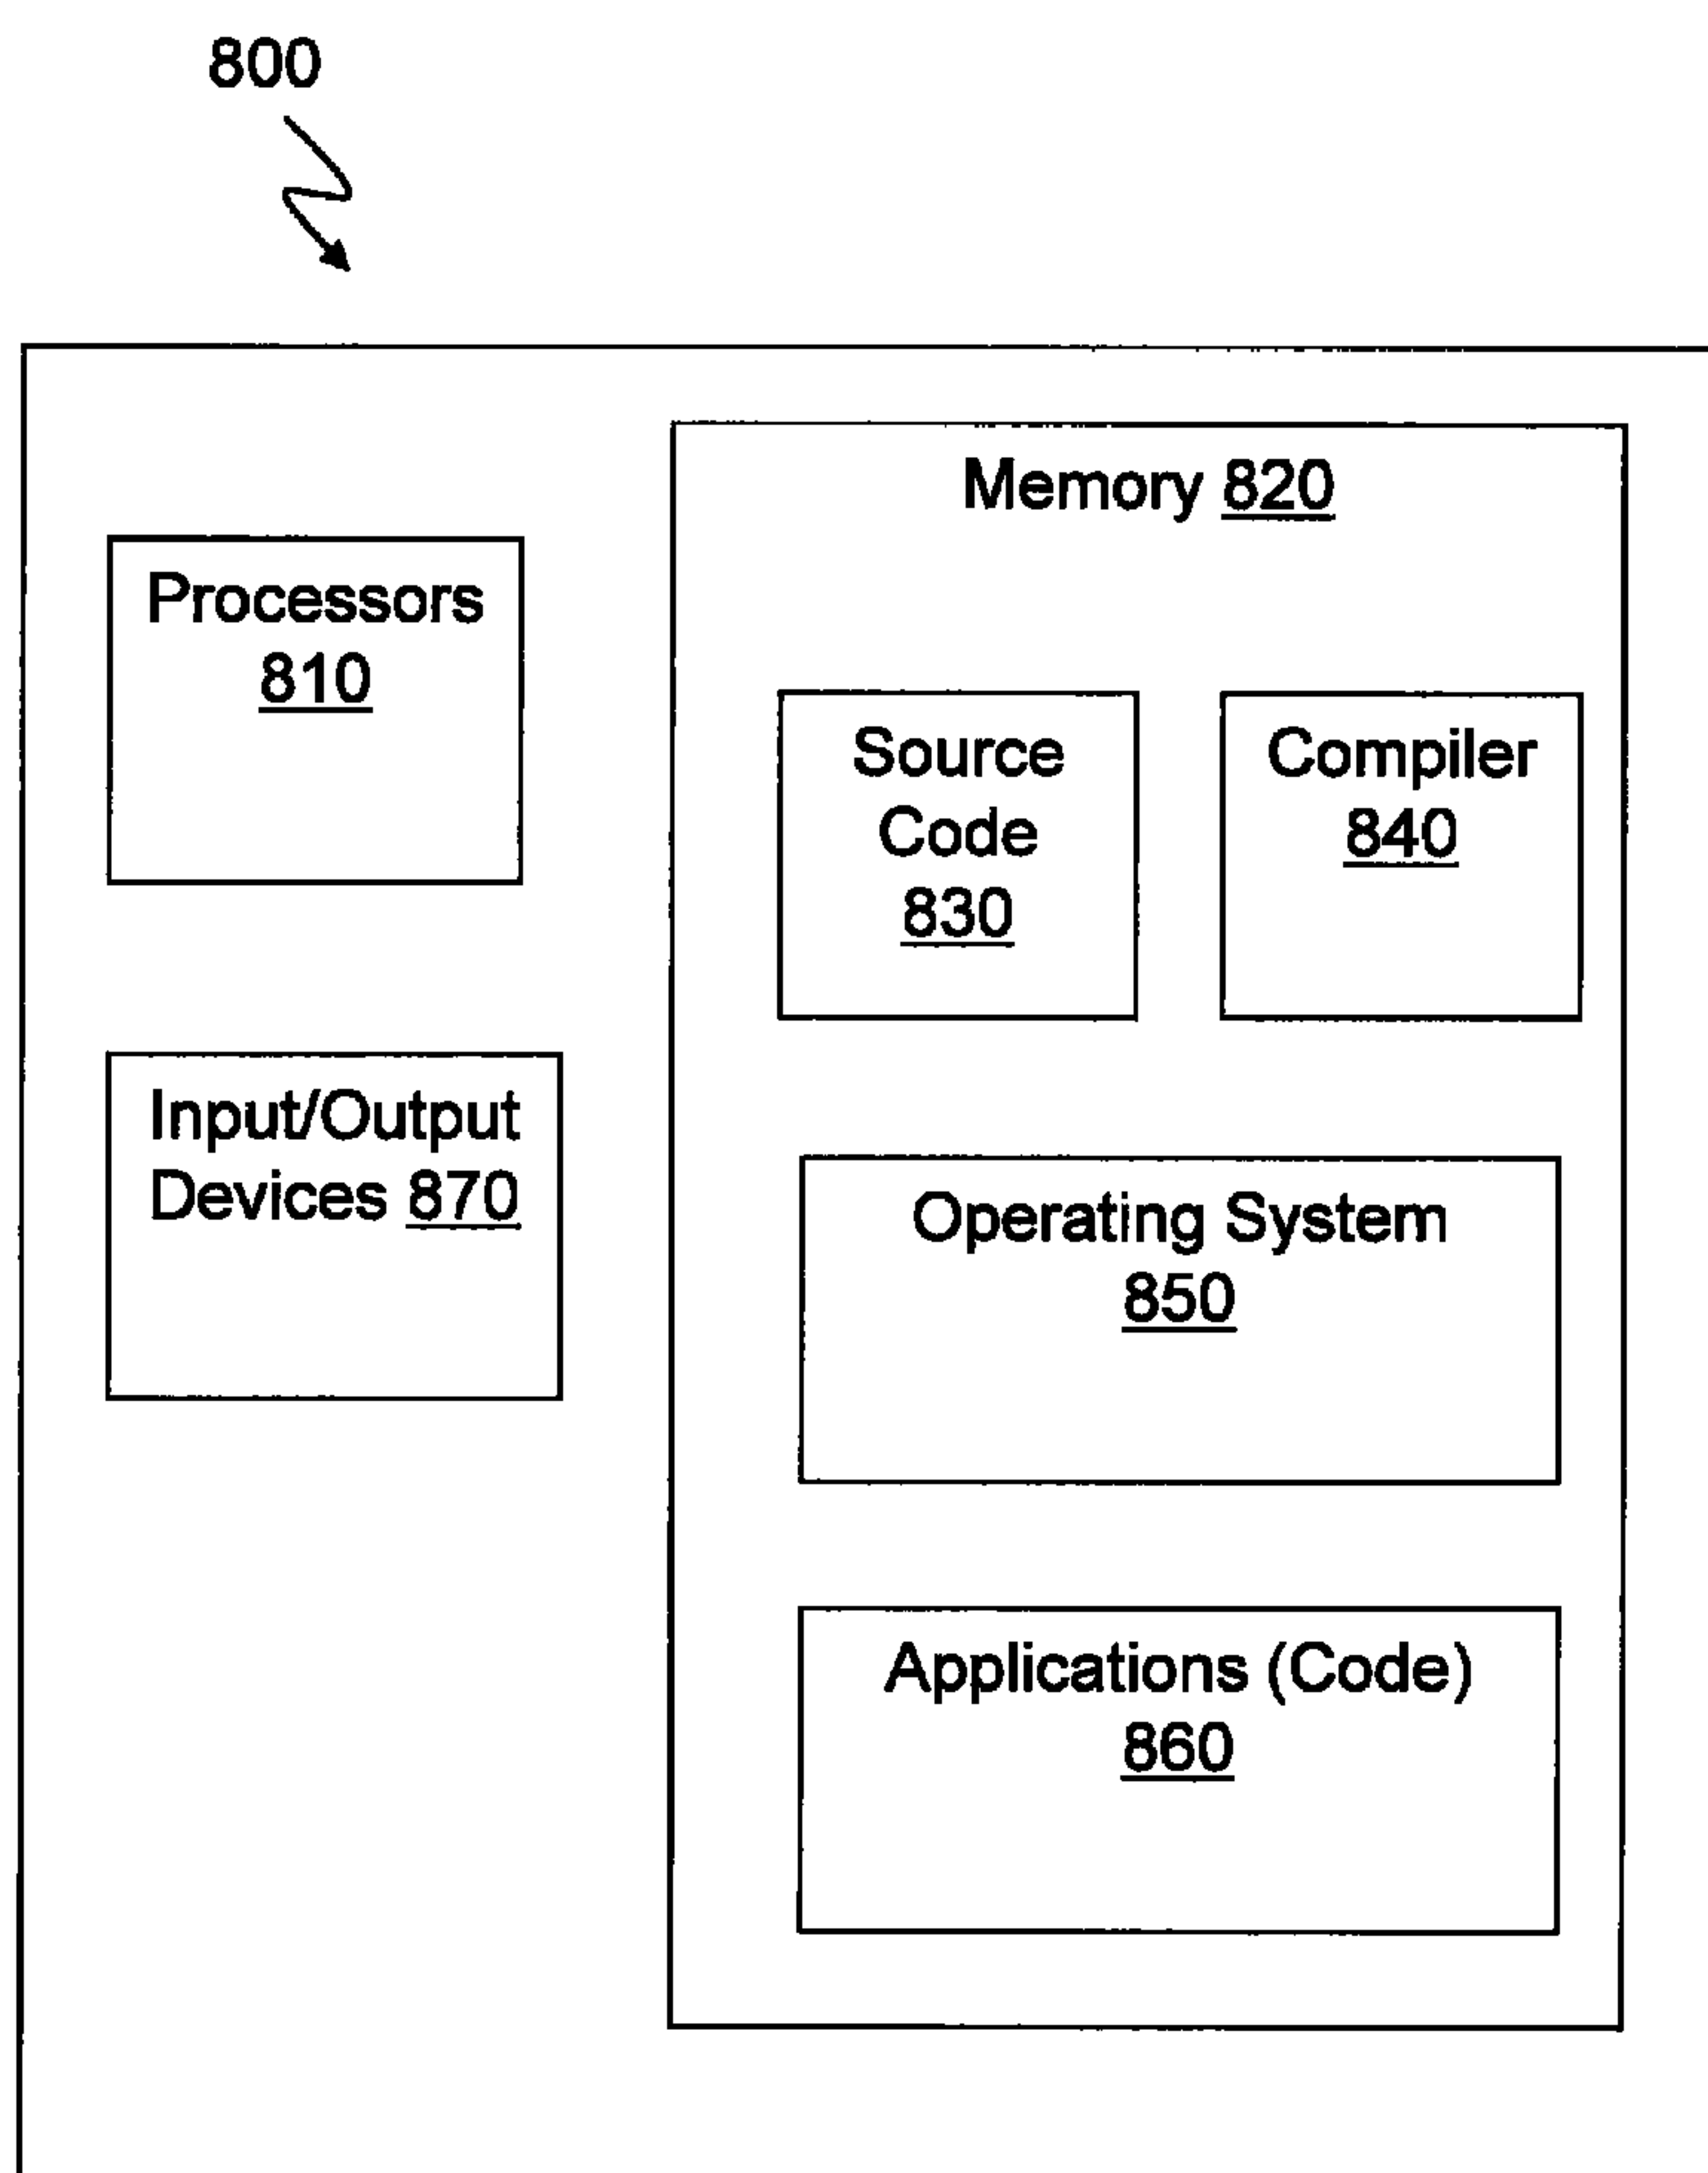 800
Memory 820
Processors
810
Source
Code
830
Compiler
840
Input/Output
Devices 870
Operating System
850
Applications (Code)
860